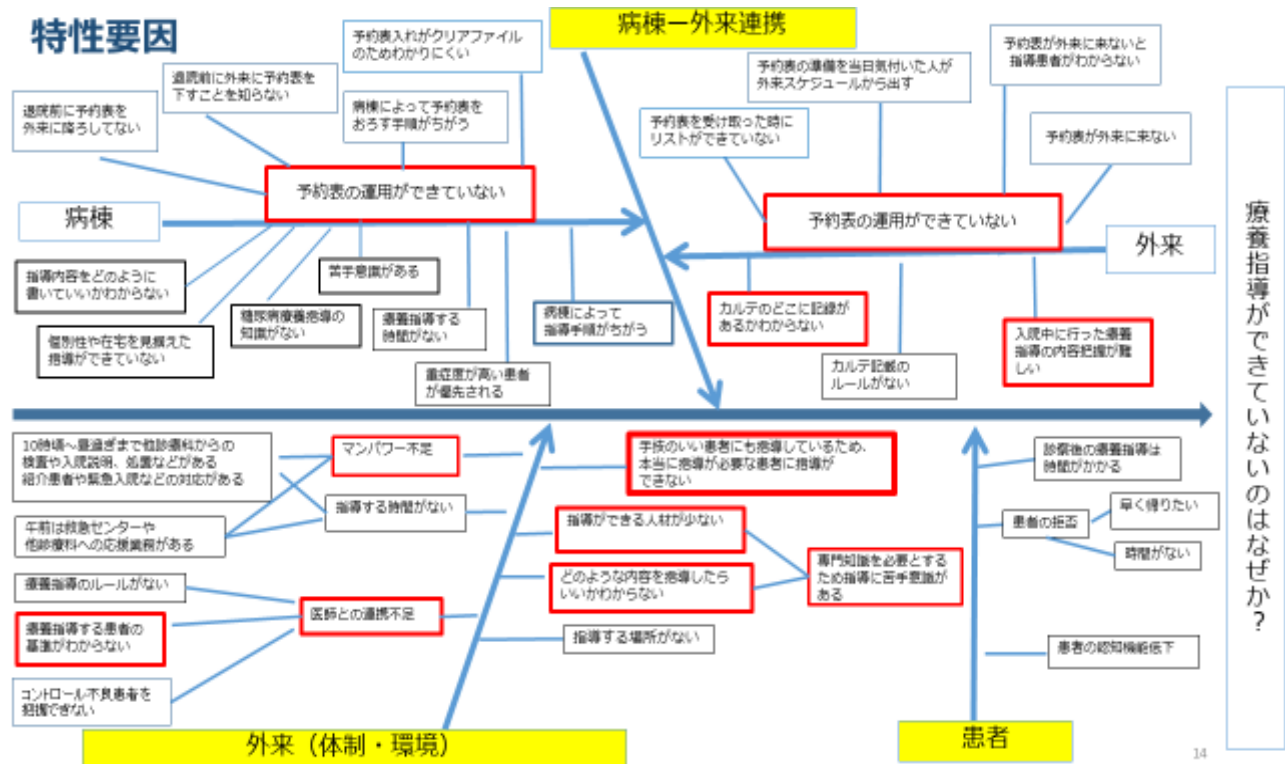 特性要因
病棟ー外来連携
予約表入れがクリアファイル
のためわかりにくい
退院前に外来に予約表を
下すことを知らない
退院前に予約表を
外来に降ろしてない
病棟によって予約表を
おろす手順がちがう
予約表の運用ができていない
病棟
指導内容をどのように
書いていいかわからない
苦手意識がある
糖尿病療養指導の
知識がない
個別性や在宅を見据えた
指導ができていない
療養指導する
時間がない
重症度が高い患者
が優先される
病棟によって
指導手順がちがう
予約表の準備を当日気付いた人が
外来スケジュールから出す
予約表が外来に来ないと
指導患者がわからない
予約表を受け取った時に
リストができていない
予約表が外来に来ない
予約表の運用ができていない
外来
カルテのどこに記録が
あるかわからない
カルテ記載の
ルールがない
入院中に行った療養
指導の内容把握が難
しい
療養指導ができていないのはなぜか？
10時頃～昼過ぎまで他診療科からの
検査や入院説明、処置などがある
紹介患者や緊急入院などの対応がある
マンパワー不足
指導する時間がない
午前は救急センターや
他診療科への応援業務がある
療養指導のルールがない
療養指導する患者の
基準がわからない
医師との連携不足
コントロール不良患者を
把握できない
手技のいい患者にも指導しているため、
本当に指導が必要な患者に指導が
できない
指導ができる人材が少ない
どのような内容を指導したら
いいかわからない
専門知識を必要とする
ため指導に苦手意識が
ある
指導する場所がない
外来（体制・環境）
診察後の療養指導は
時間がかかる
患者の拒否
早く帰りたい
時間がない
患者の認知機能低下
患者
14